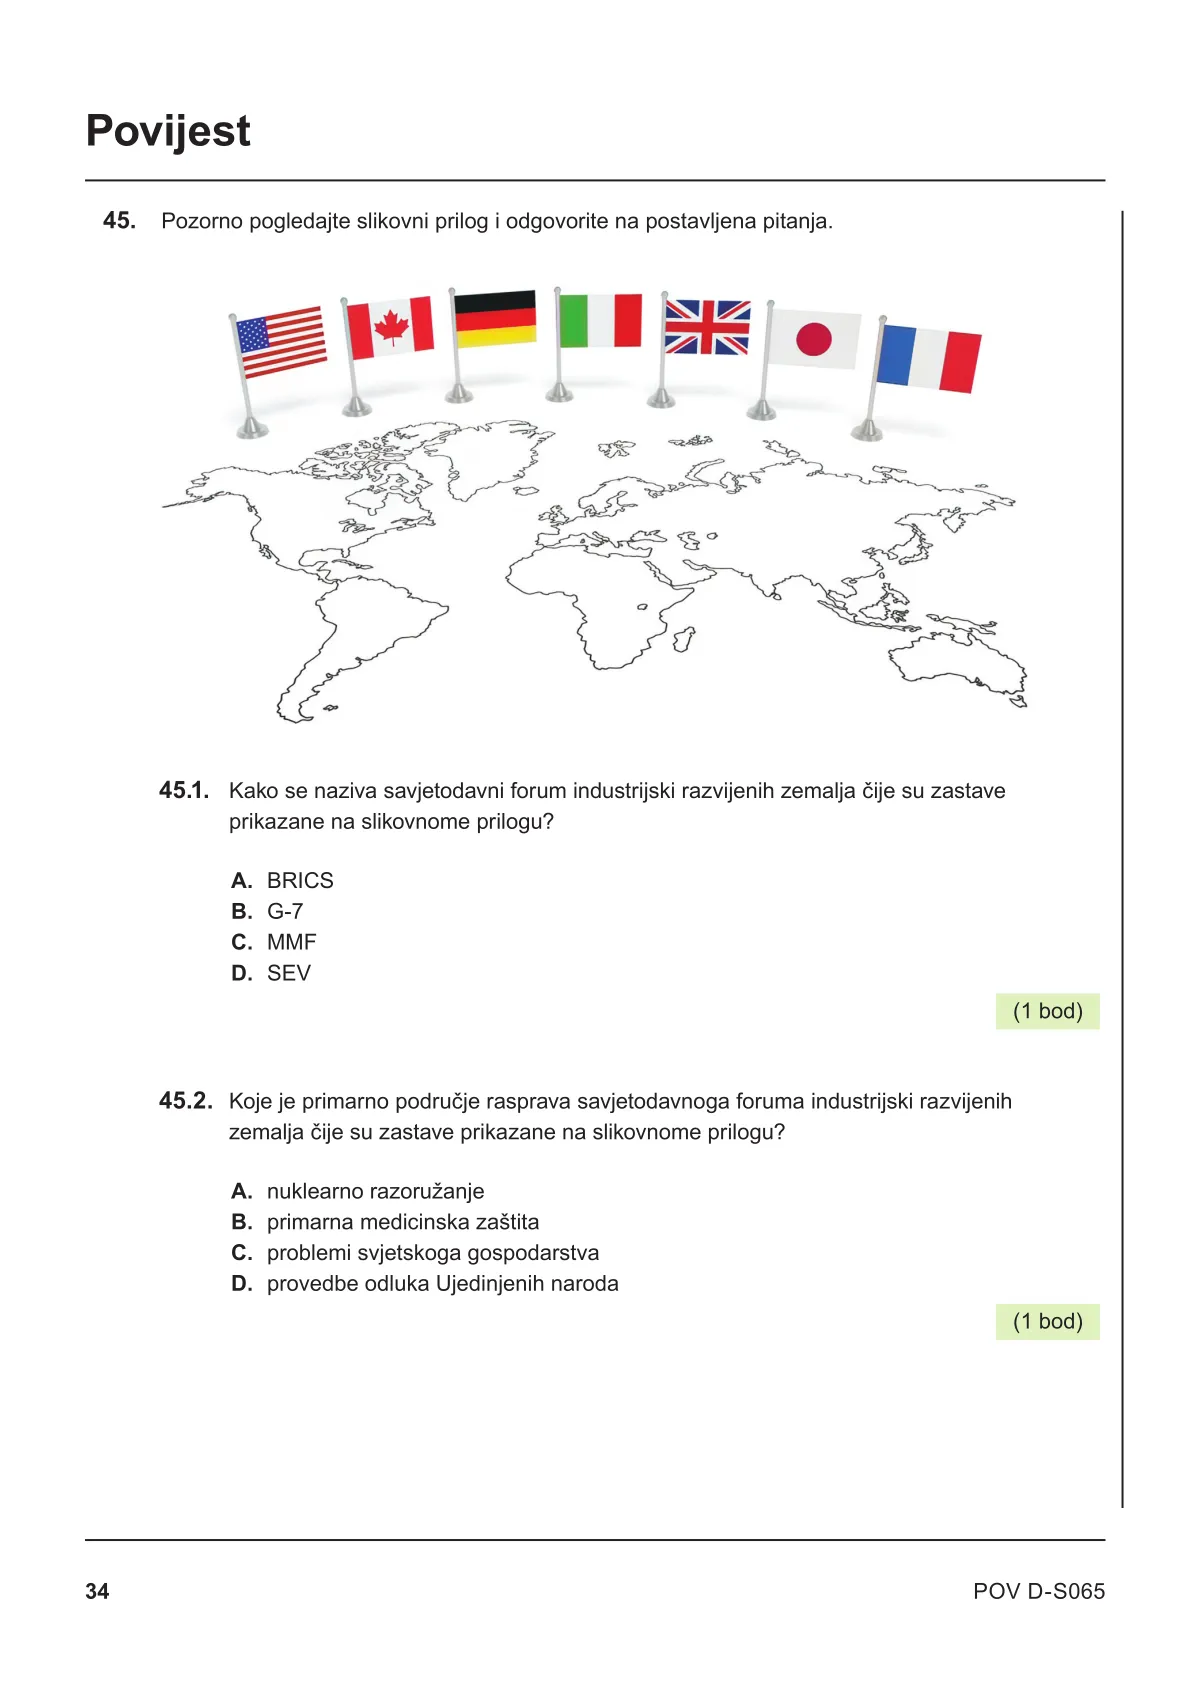 Povijest
45. Pozorno pogledajte slikovni prilog i odgovorite na postavljena pitanja.
45.1. Kako se naziva savjetodavni forum industrijski razvijenih zemalja čije su zastave
prikazane na slikovnome prilogu?
A. BRICS
B. G-7
C. MMF
D. SEV
(1 bod)
45.2. Koje je primarno područje rasprava savjetodavnoga foruma industrijski razvijenih
zemalja čije su zastave prikazane na slikovnome prilogu?
A. nuklearno razoružanje
B. primarna medicinska zaštita
C. problemi svjetskoga gospodarstva
D. provedbe odluka Ujedinjenih naroda
(1 bod)
34
POV D-S065